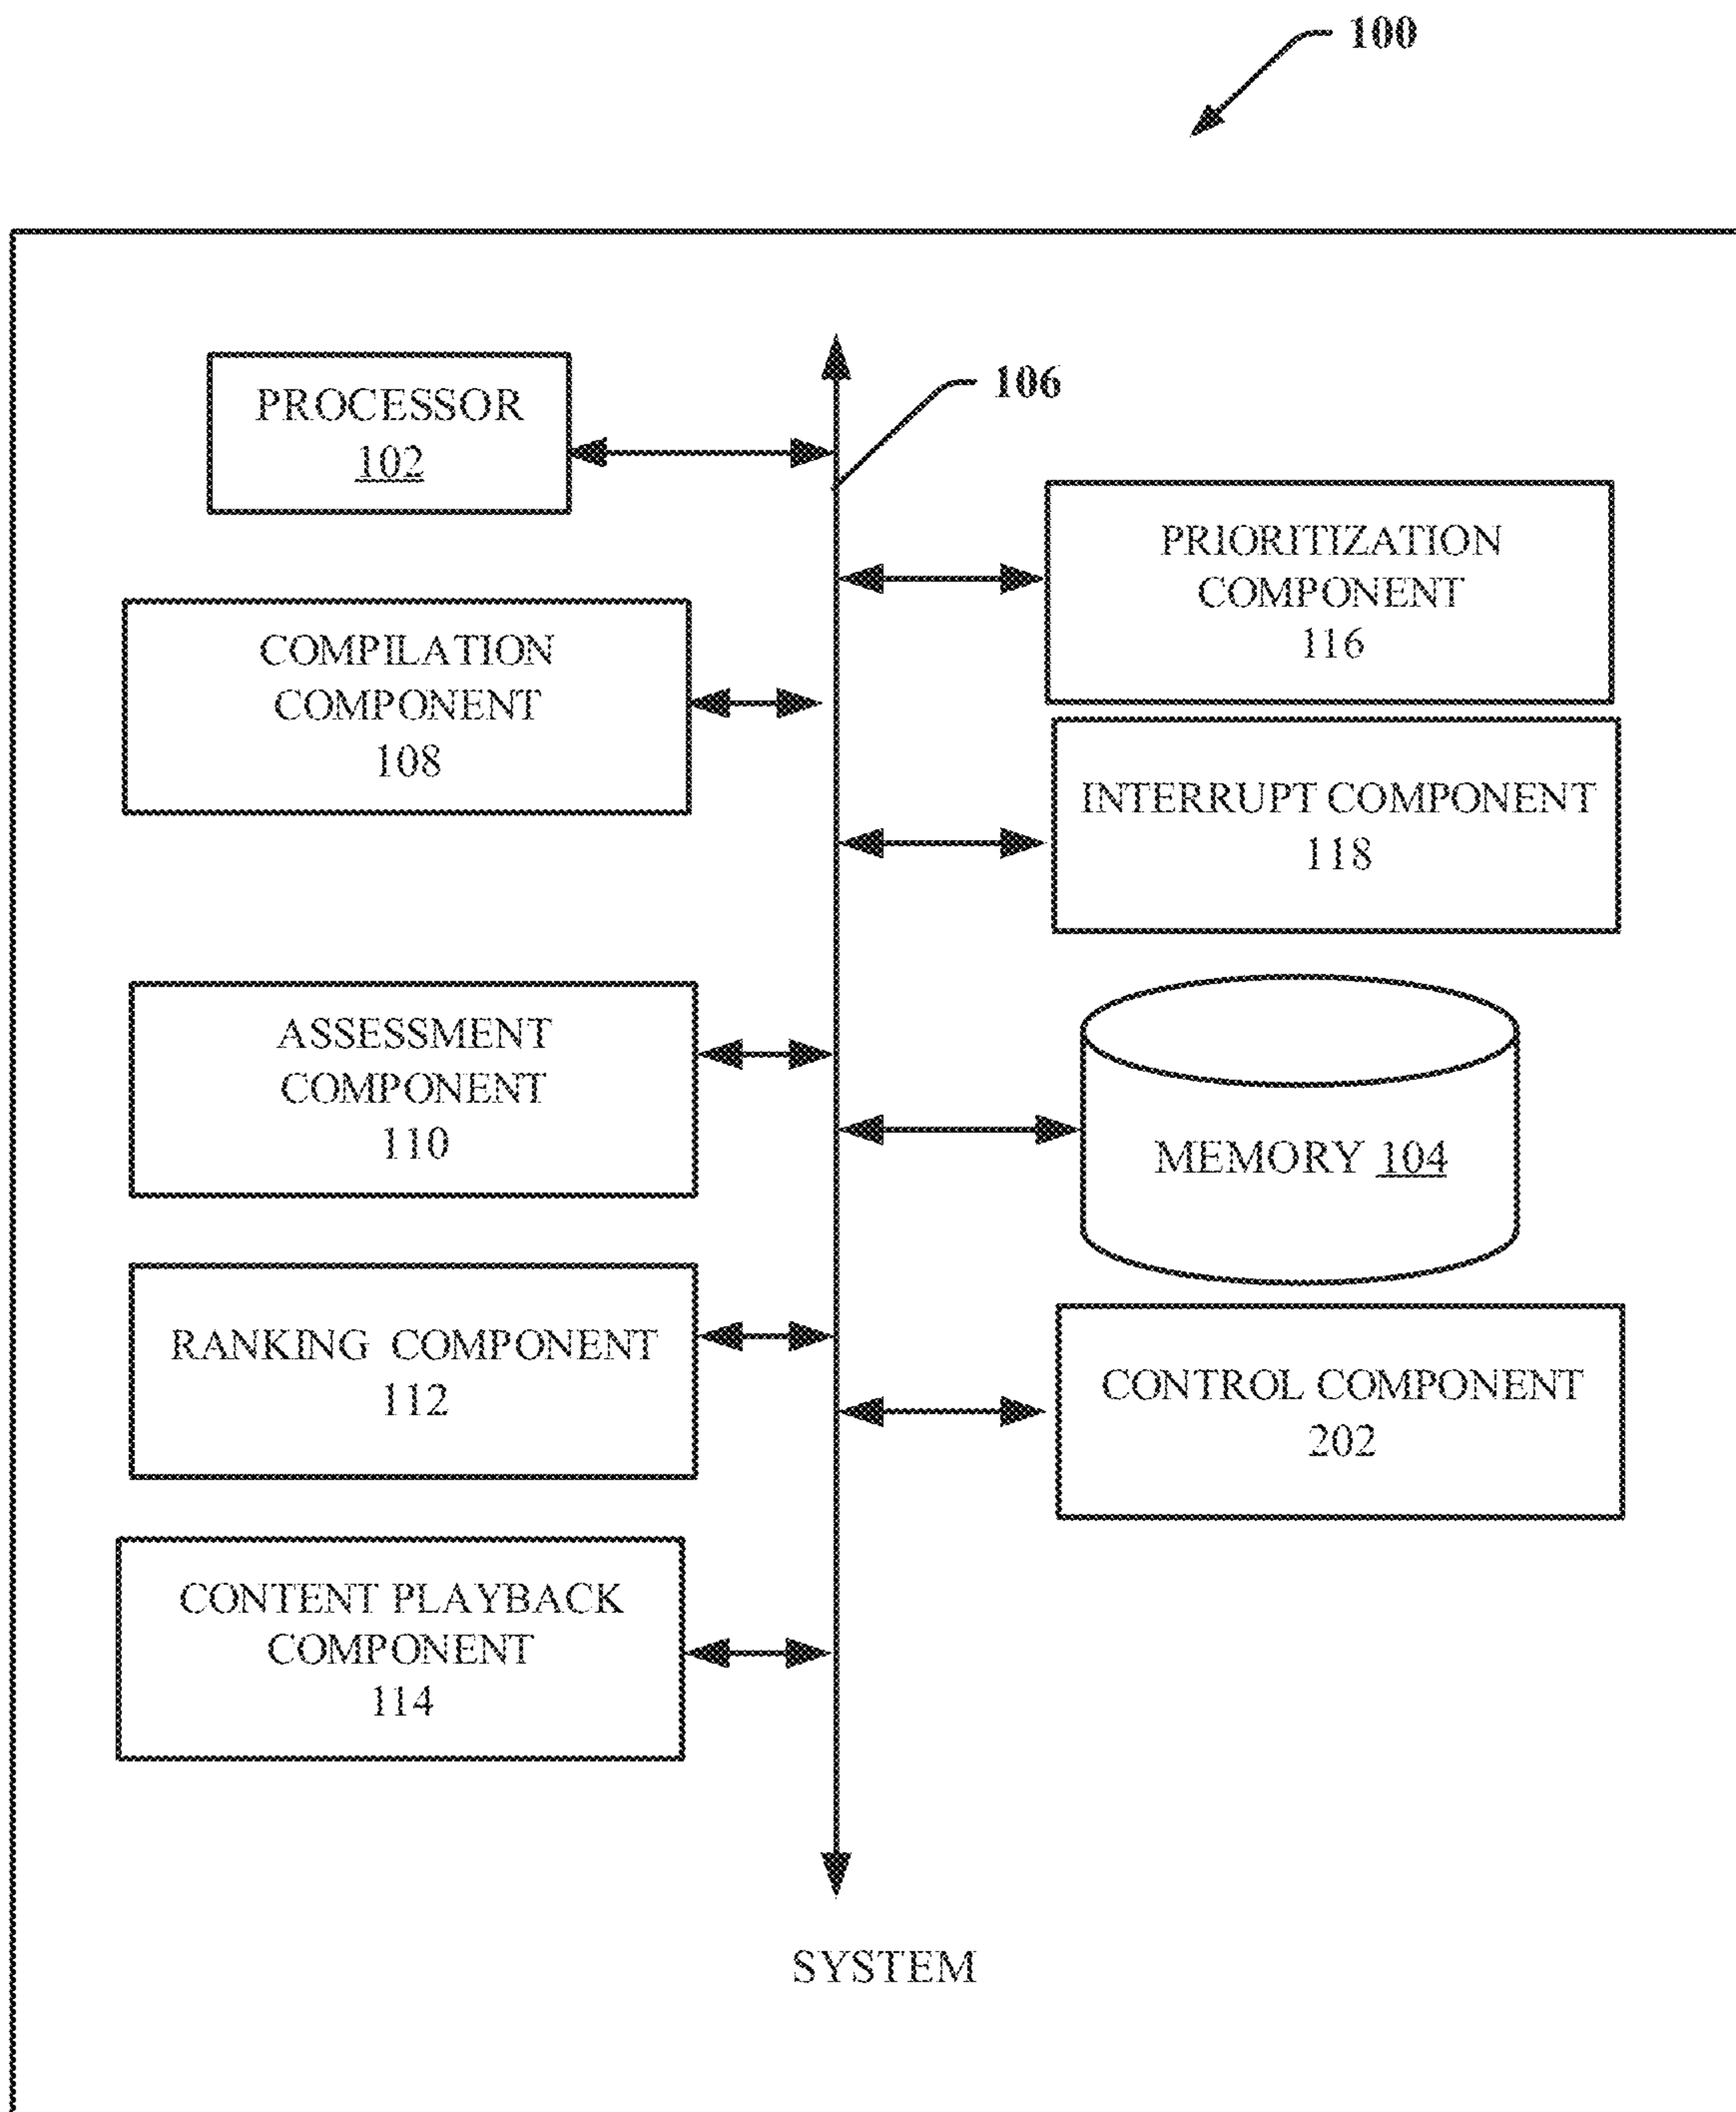 100
PROCESSOR
102
106
PRIORITIZATION
COMPONENT
116
COMPILATION
COMPONENT
108
INTERRUPT COMPONENT
118
ASSESSMENT
COMPONENT
110
MEMORY 104
RANKING COMPONENT
112
CONTROL COMPONENT
202
CONTENT PLAYBACK
COMPONENT
114
SYSTEM